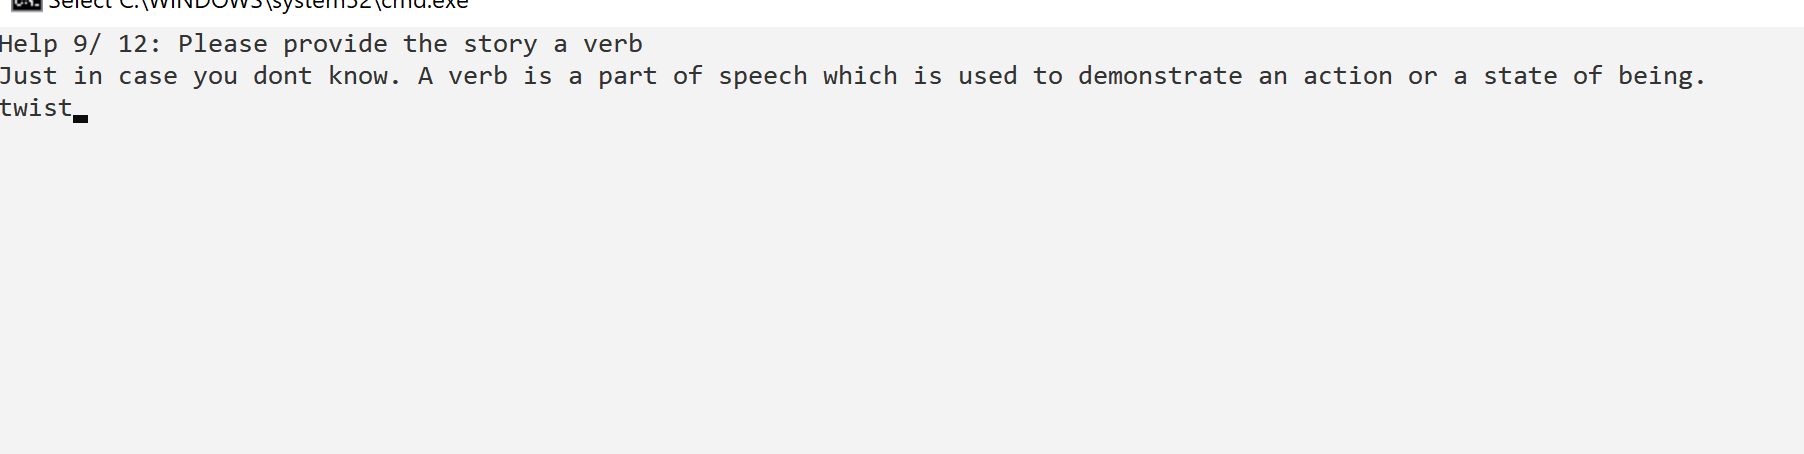 Select C:\WINDOWS\system32\cmd.exe
Help 9/ 12: Please provide the story a verb
Just in case you dont know. A verb is a part of speech which is used to demonstrate an action or a state of being.
twist